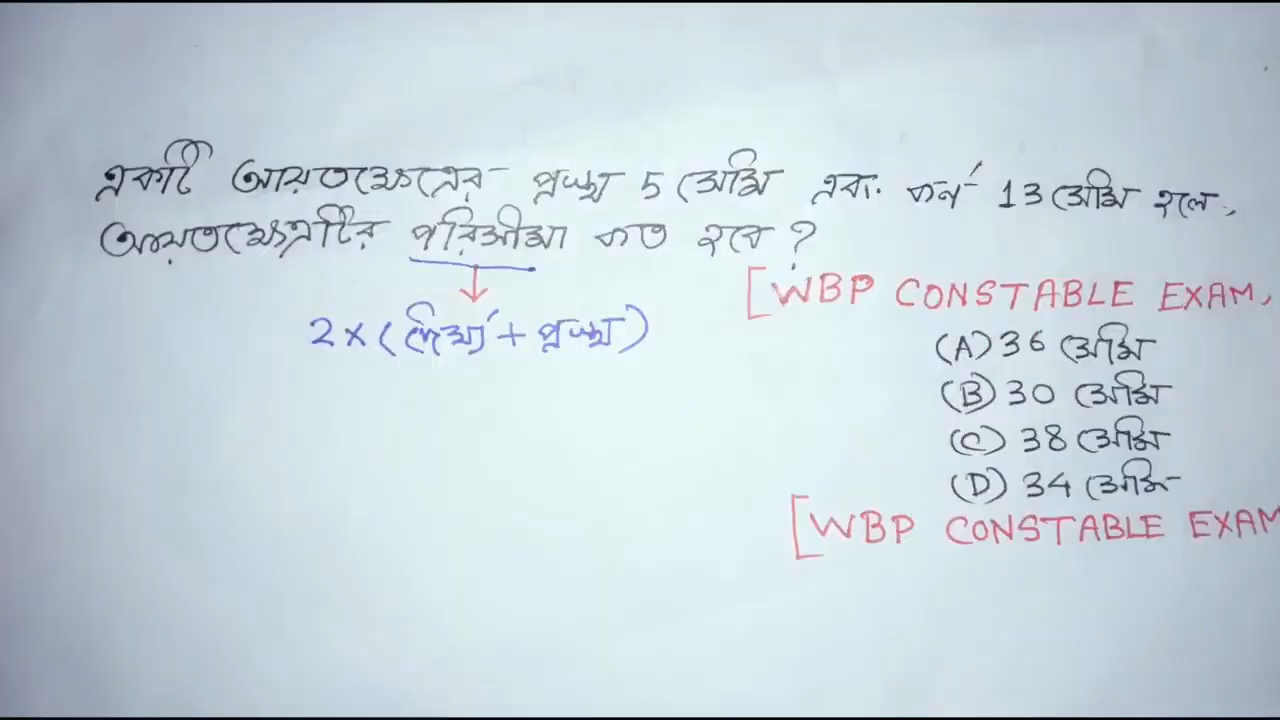 একটি আয়তক্ষেত্রের প্রস্থ 5 সেমি এবং কর্ণ 13 সেমি হলে,
আয়তক্ষেত্রটির পরিসীমা কত হবে?
[WBP CONSTABLE EXAM,
2×(দৈর্ঘ্য + প্রস্থ)
(A) 36 সেমি
(B) 30 সেমি
(C) 38 সেমি
(D) 34 সেমি
[WBP CONSTABLE EXAM